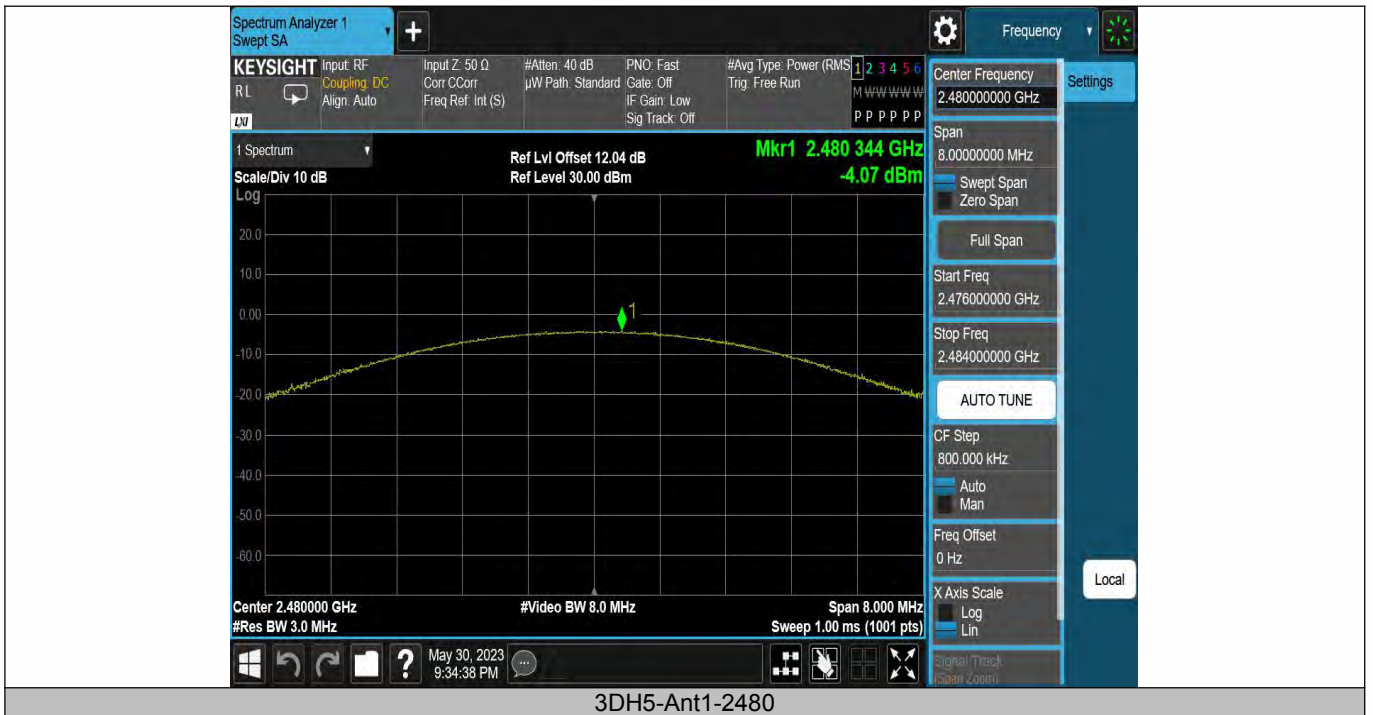 Spectrum Analyzer 1
Swept SA
+
Frequency
KEYSIGHT
RL
LXI
Input: RF
Coupling: DC
Align: Auto
Input Z: 50 Ω
Corr CCorr
Freq Ref: Int (S)
#Atten: 40 dB
µW Path: Standard
PNO: Fast
Gate: Off
IF Gain: Low
Sig Track: Off
#Avg Type: Power (RMS
Trig: Free Run
1 2 3 4 5 6
M W W W W W
P P P P P P
1 Spectrum
Scale/Div 10 dB
Ref Lvl Offset 12.04 dB
Ref Level 30.00 dBm
Mkr1 2.480 344 GHz
-4.07 dBm
Log
20.0
10.0
0.00
-10.0
-20.0
-30.0
-40.0
-50.0
-60.0
1
Center 2.480000 GHz
#Video BW 8.0 MHz
Span 8.000 MHz
#Res BW 3.0 MHz
Sweep 1.00 ms (1001 pts)
Center Frequency
2.480000000 GHz
Settings
Span
8.00000000 MHz
Swept Span
Zero Span
Full Span
Start Freq
2.476000000 GHz
Stop Freq
2.484000000 GHz
AUTO TUNE
CF Step
800.000 kHz
Auto
Man
Freq Offset
0 Hz
X Axis Scale
Log
Lin
Signal Track
(Span Zoom)
Local
?
May 30, 2023
9:34:38 PM
3DH5-Ant1-2480